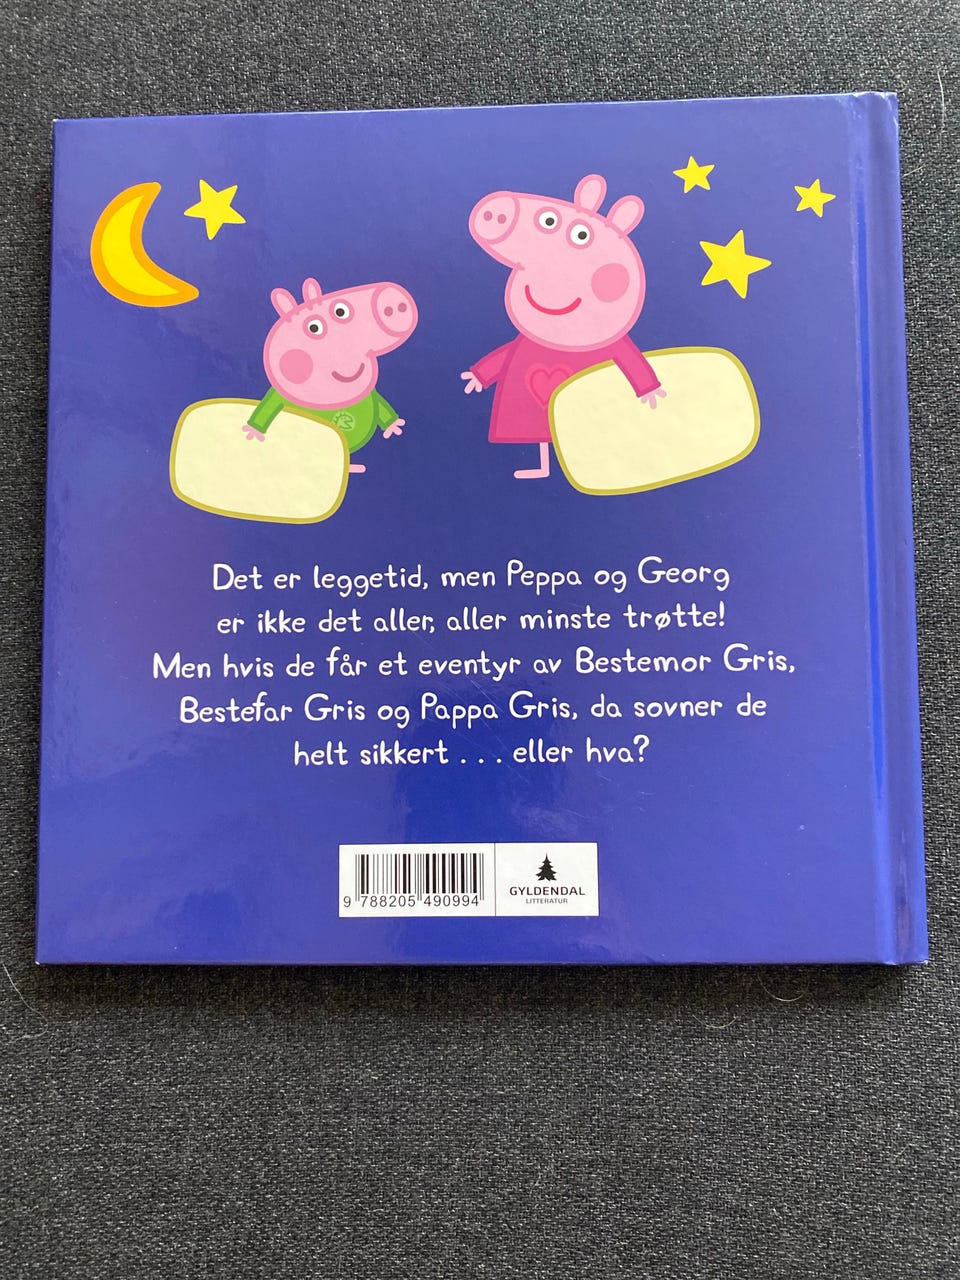 Det er leggetid, men Peppa og Georg
er ikke det aller, aller minste trøtte!
Men hvis de får et eventyr av Bestemor Gris,
Bestefar Gris og Pappa Gris, da sovner de
helt sikkert . . . eller hva?
9 788205 490994
GYLDENDAL
LITTERATUR